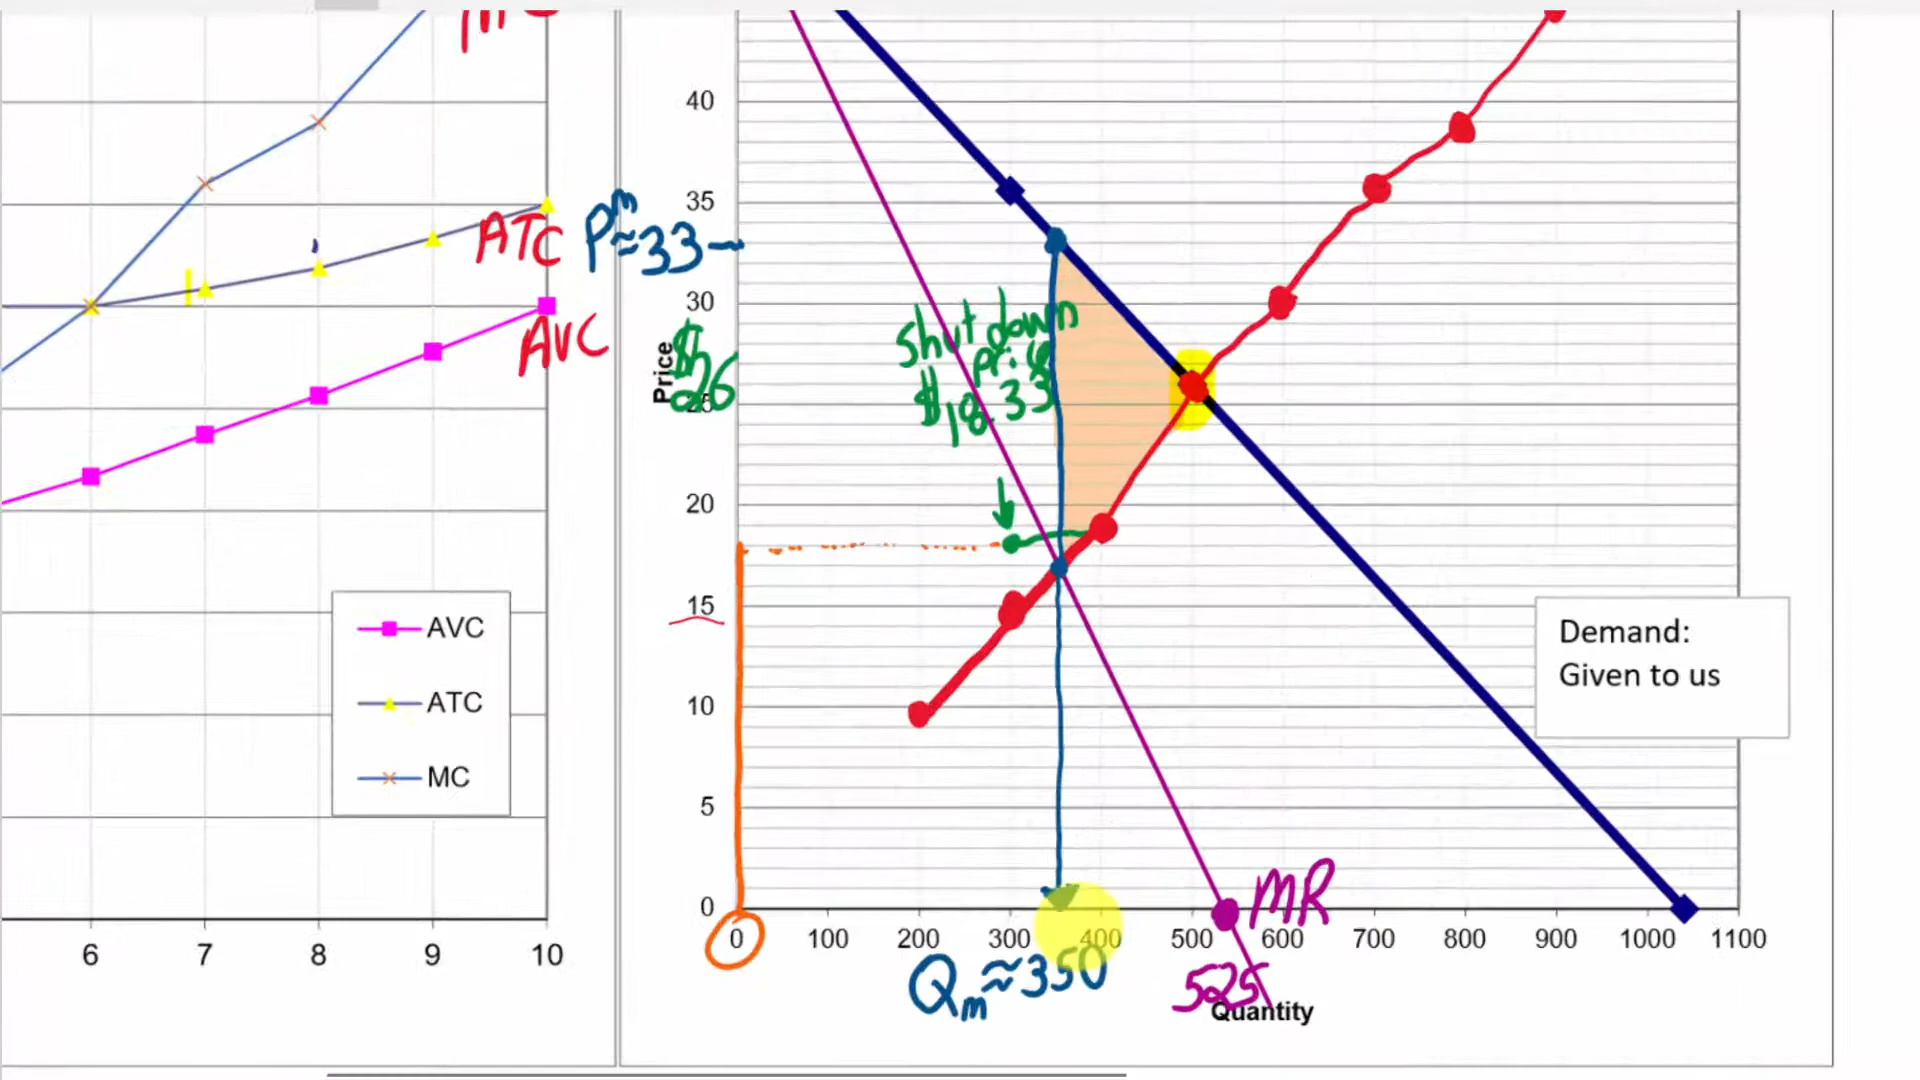 ATC
AVC
AVC
ATC
MC
6 7 8 9 10
Pm≈33
$26
Price
40
35
30
25
20
15
10
5
0
Shut down
price
$18.33
Demand:
Given to us
MR
0 100 200 300 400 500 600 700 800 900 1000 1100
Qm≈350
525
Quantity